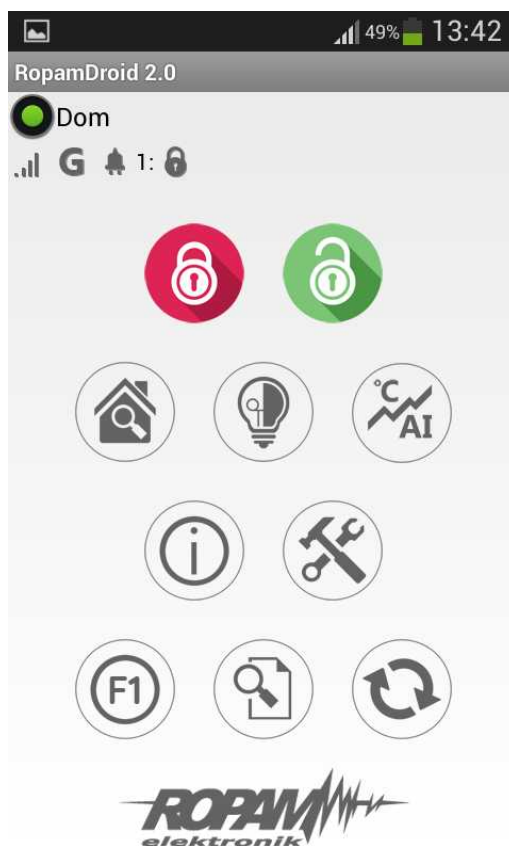 49% 13:42
RopamDroid 2.0
Dom
G 1:
°C
AI
i
F1
ROPAM
elektronik